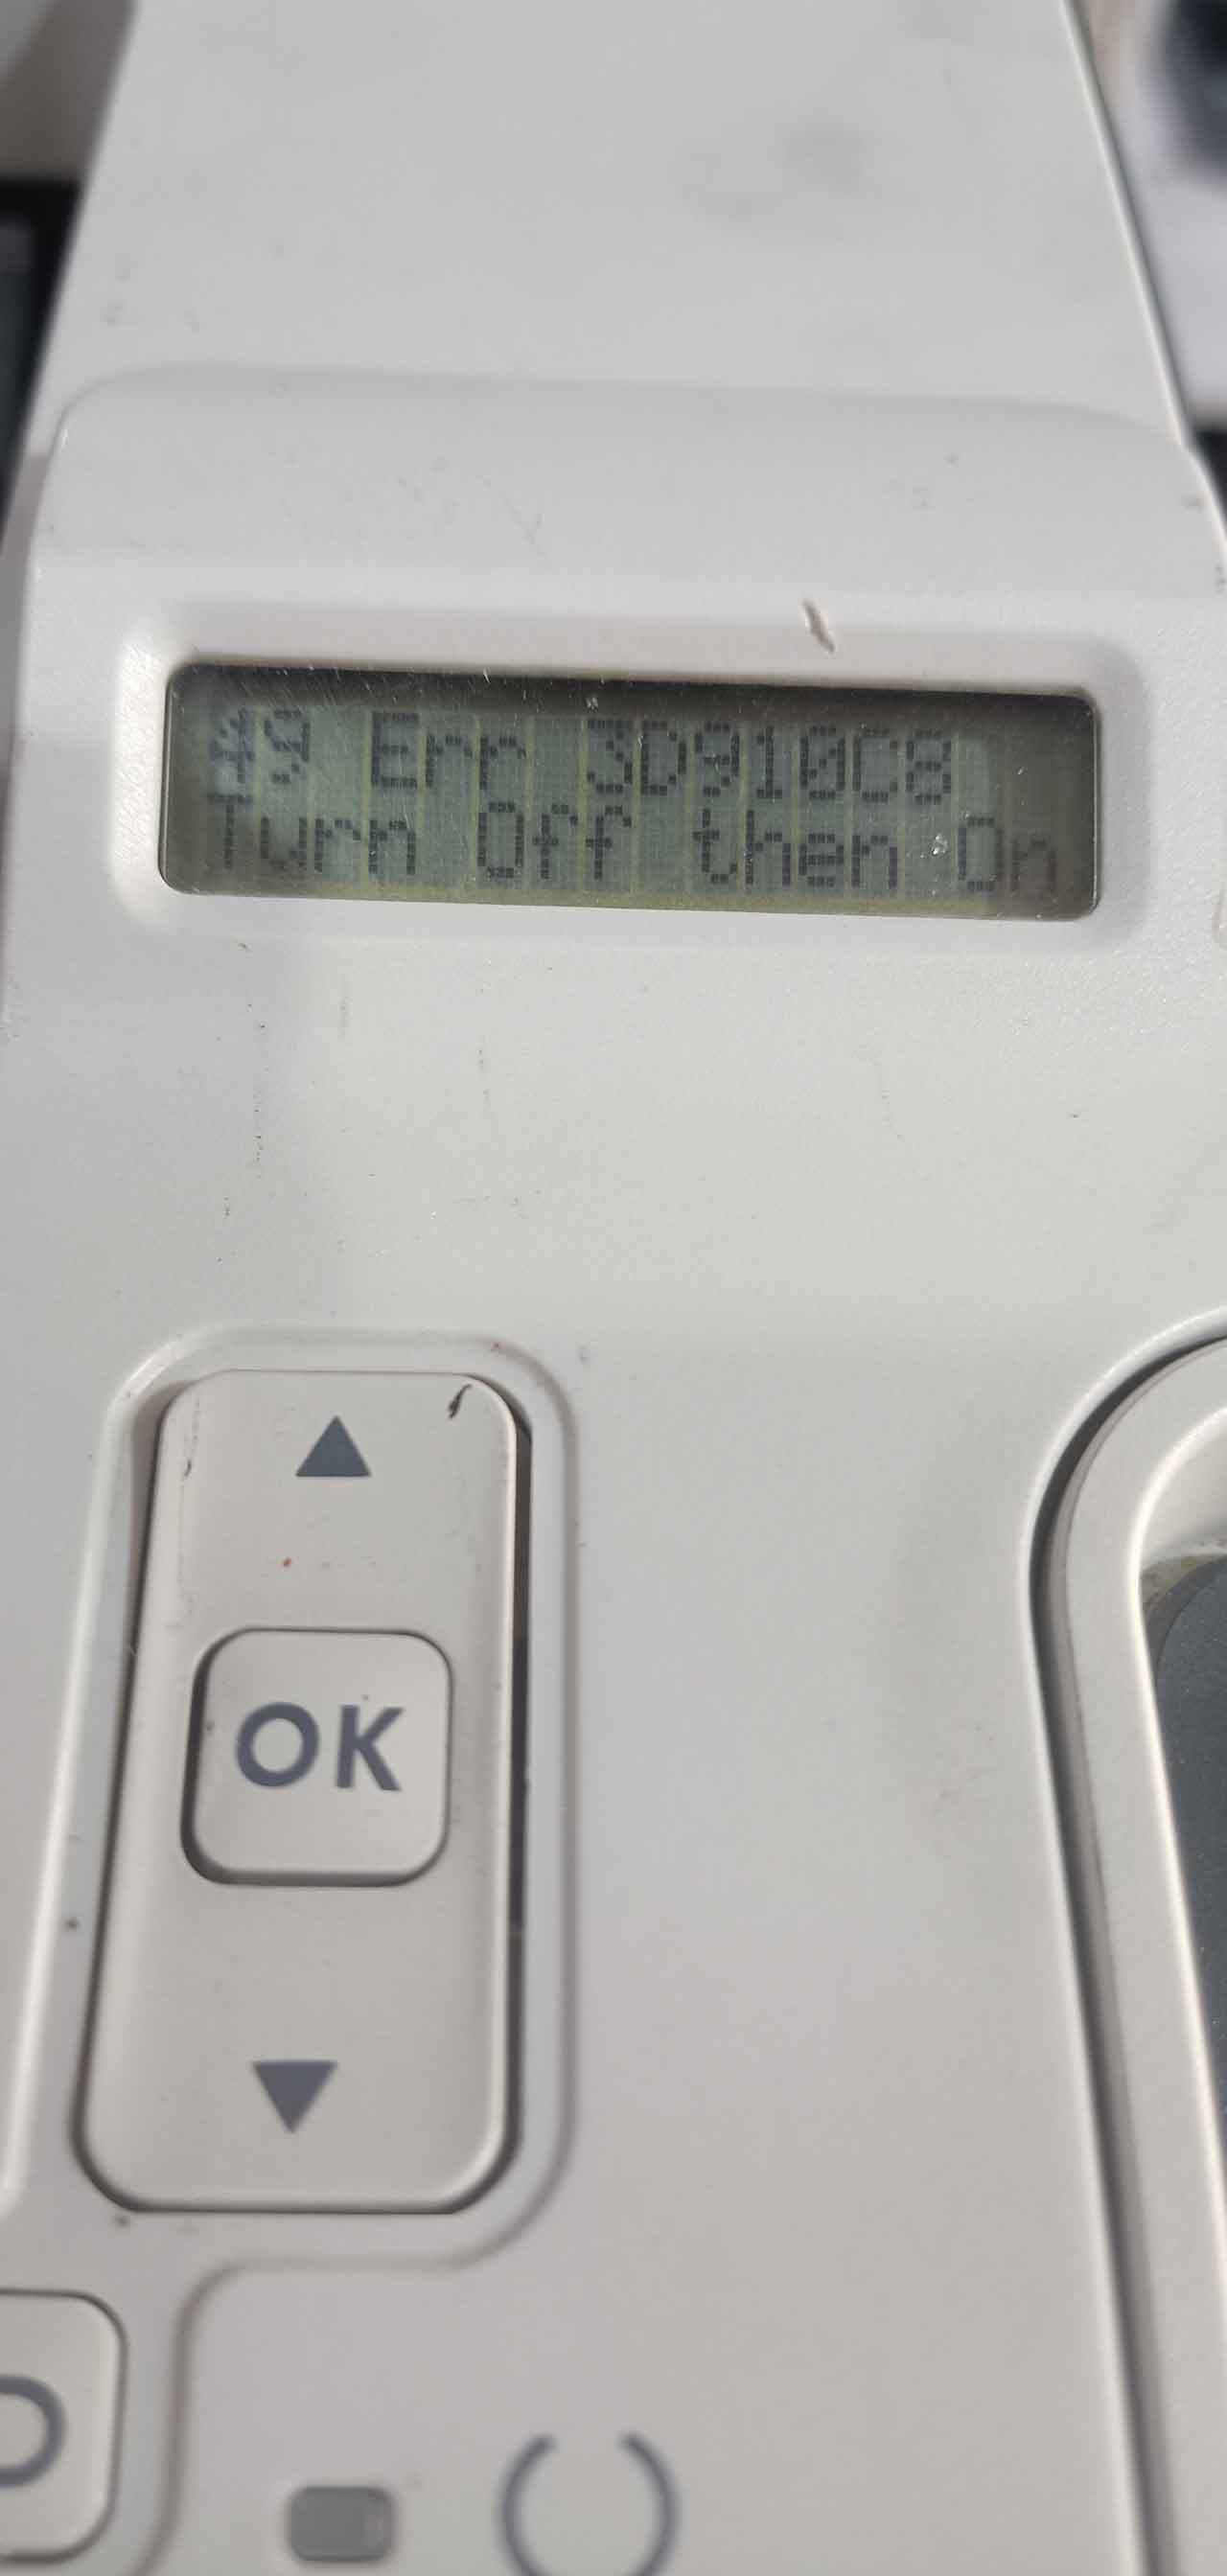 49 Err 3D910C8
Turn Off then On
OK